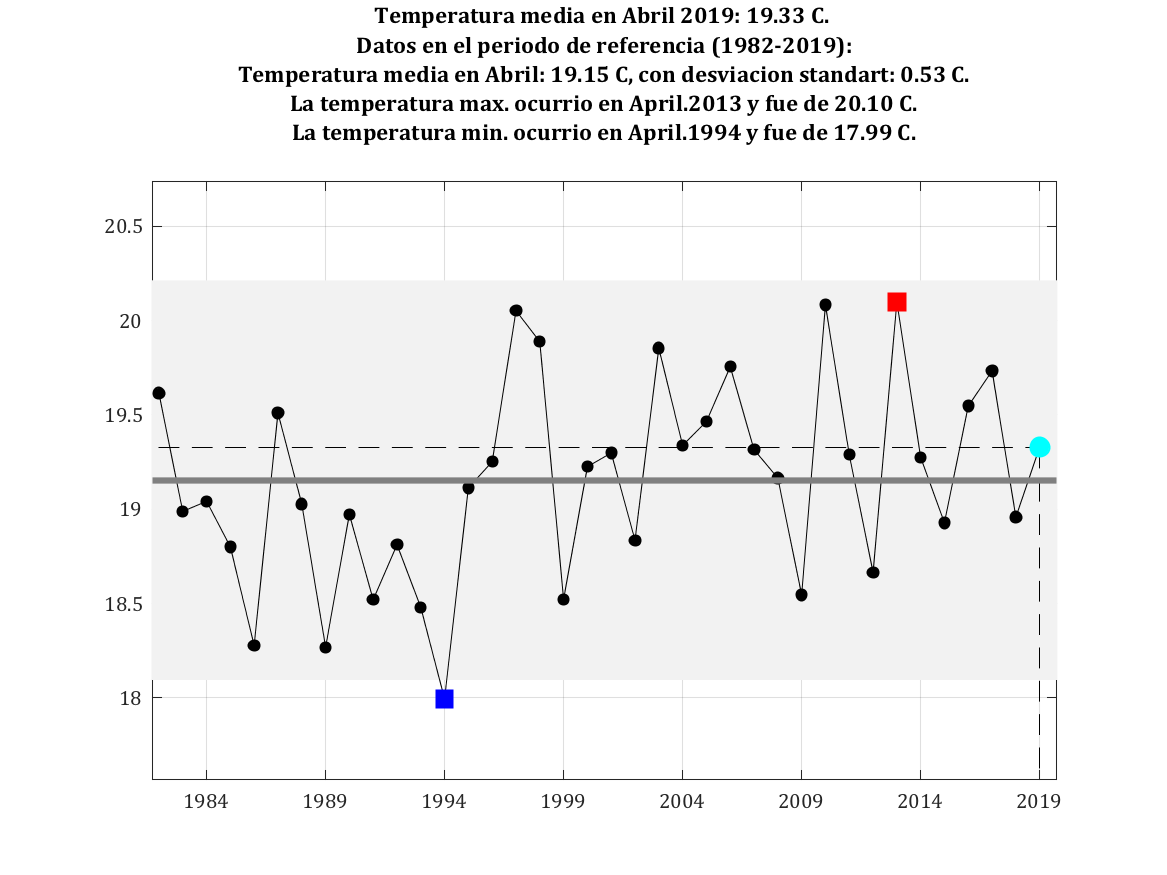 Temperatura media en Abril 2019: 19.33 C.
Datos en el periodo de referencia (1982-2019):
Temperatura media en Abril: 19.15 C, con desviacion standart: 0.53 C.
La temperatura max. ocurrio en April.2013 y fue de 20.10 C.
La temperatura min. ocurrio en April.1994 y fue de 17.99 C.
20.5
20
19.5
19
18.5
18
1984 1989 1994 1999 2004 2009 2014 2019